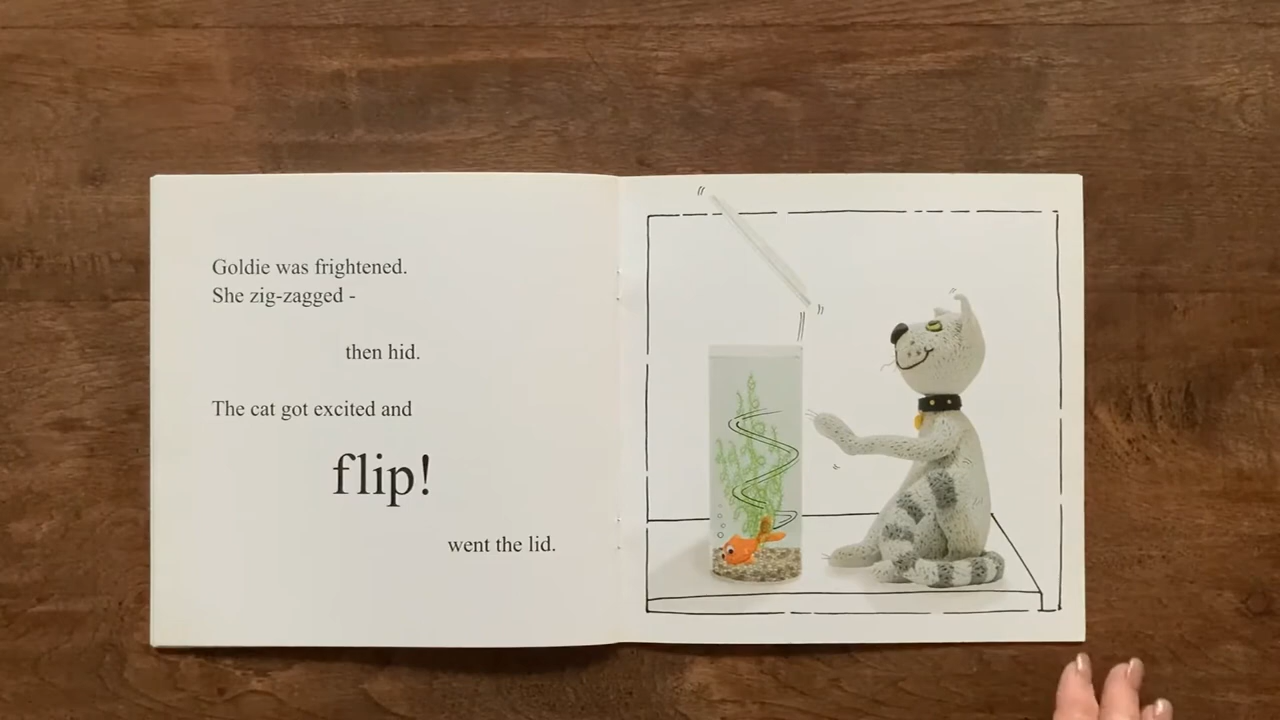 Goldie was frightened.
She zig-zagged -
then hid.
The cat got excited and
flip!
went the lid.